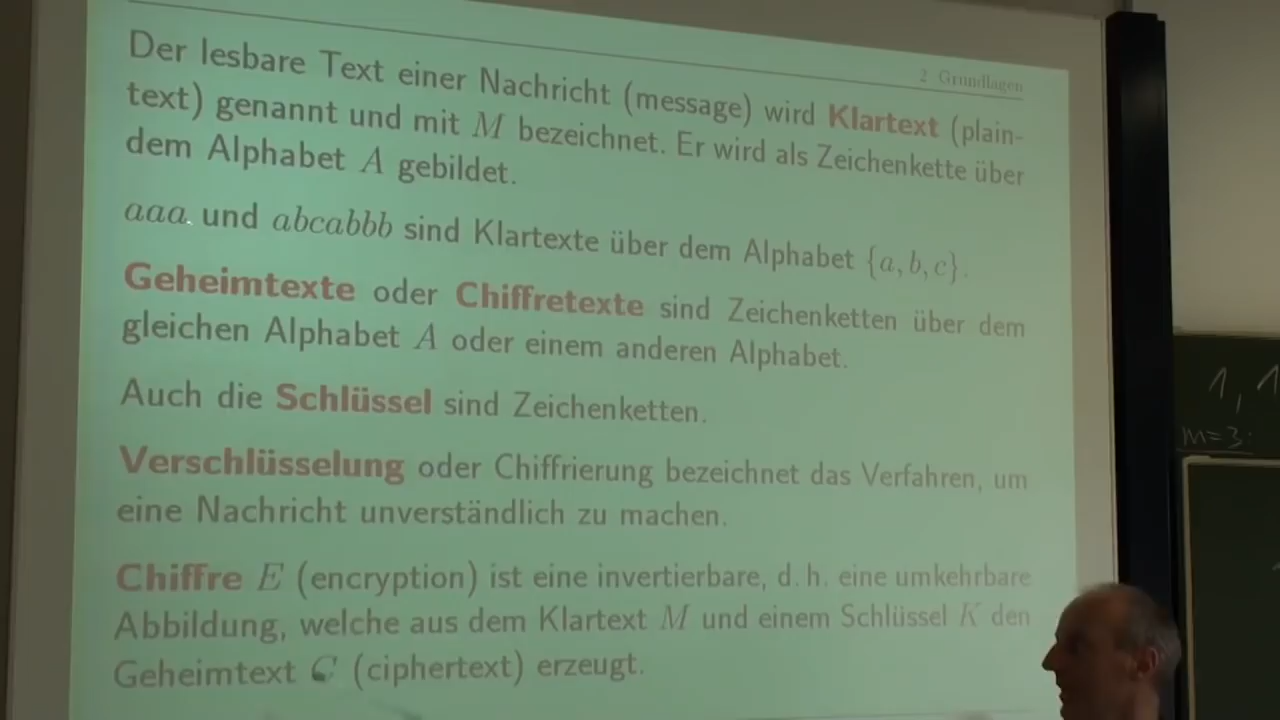 2 Grundlagen
Der lesbare Text einer Nachricht (message) wird Klartext (plain-
text) genannt und mit M bezeichnet. Er wird als Zeichenkette über
dem Alphabet A gebildet.
aaa und abcabbb sind Klartexte über dem Alphabet {a, b, c}.
Geheimtexte oder Chiffretexte sind Zeichenketten über dem
gleichen Alphabet A oder einem anderen Alphabet.
Auch die Schlüssel sind Zeichenketten.
Verschlüsselung oder Chiffrierung bezeichnet das Verfahren, um
eine Nachricht unverständlich zu machen.
Chiffre E (encryption) ist eine invertierbare, d. h. eine umkehrbare
Abbildung, welche aus dem Klartext M und einem Schlüssel K den
Geheimtext C (ciphertext) erzeugt.
1, 1
m=3: